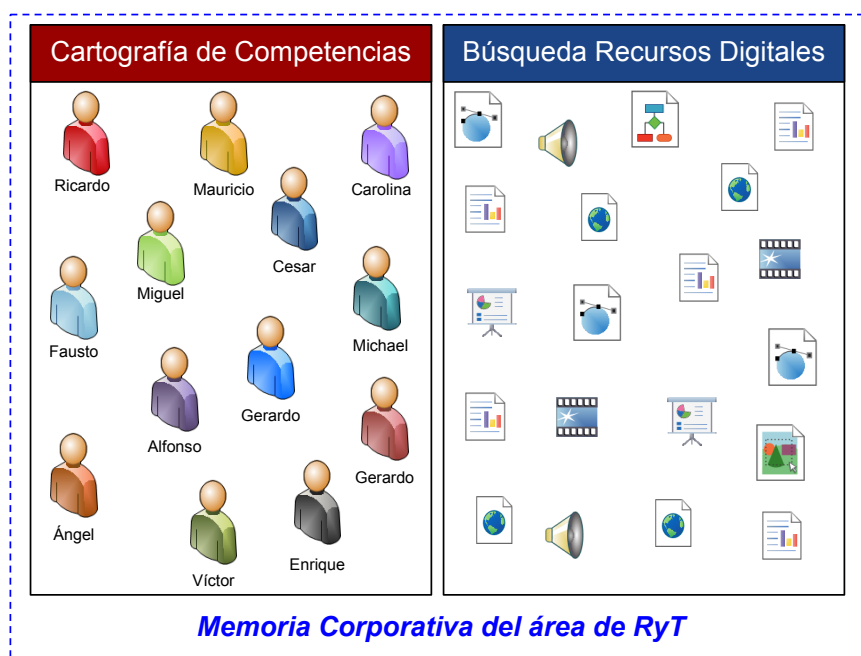 Cartografía de Competencias
Búsqueda Recursos Digitales
Ricardo
Mauricio
Carolina
Cesar
Miguel
Fausto
Michael
Gerardo
Alfonso
Gerardo
Ángel
Víctor
Enrique
Memoria Corporativa del área de RyT